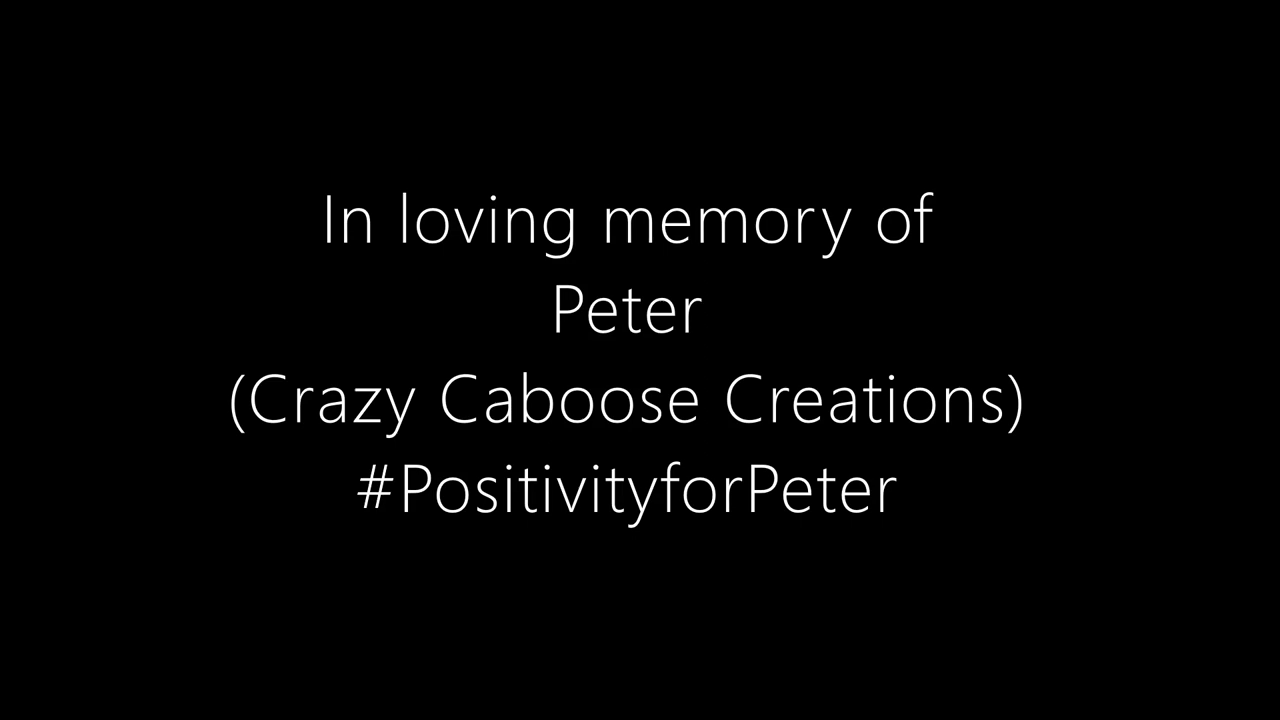 In loving memory of
Peter
(Crazy Caboose Creations)
#PositivityforPeter